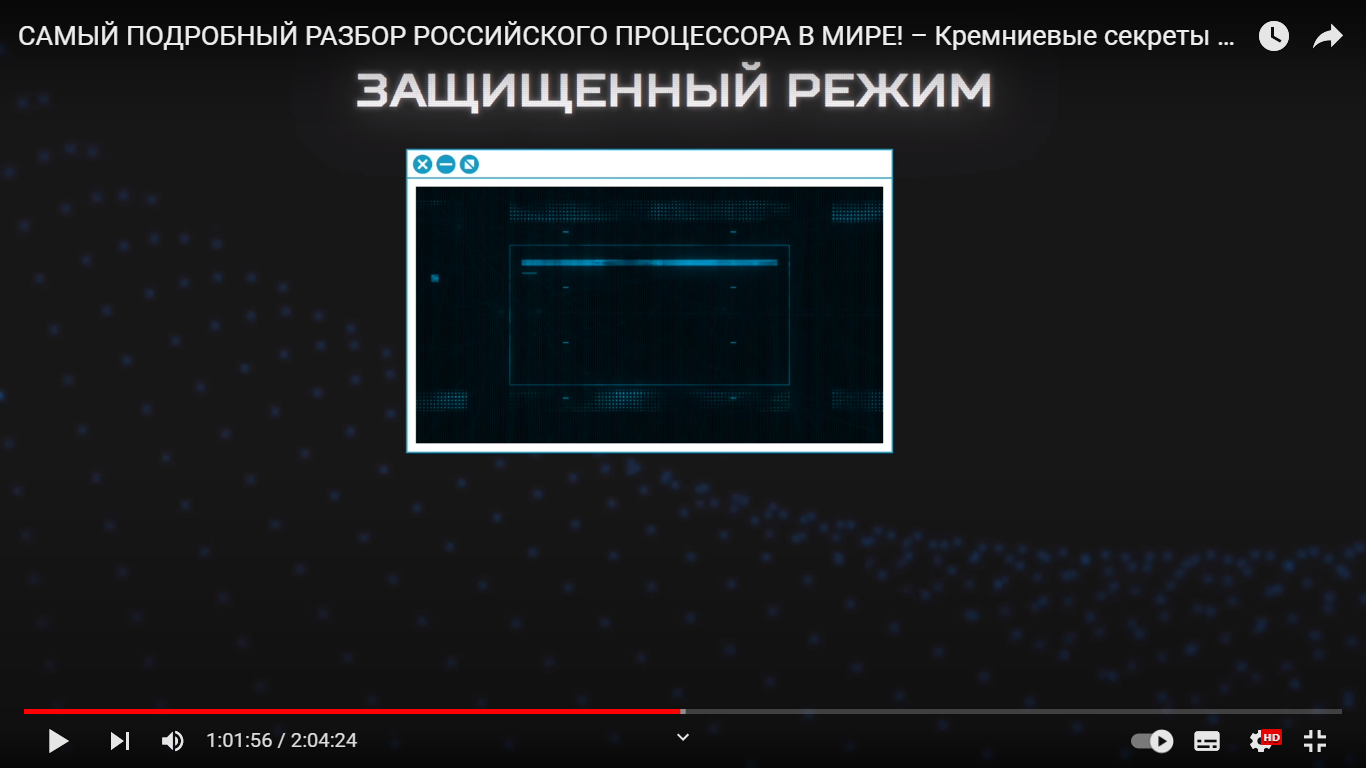 САМЫЙ ПОДРОБНЫЙ РАЗБОР РОССИЙСКОГО ПРОЦЕССОРА В МИРЕ! – Кремниевые секреты ...
ЗАЩИЩЕННЫЙ РЕЖИМ
1:01:56 / 2:04:24
HD